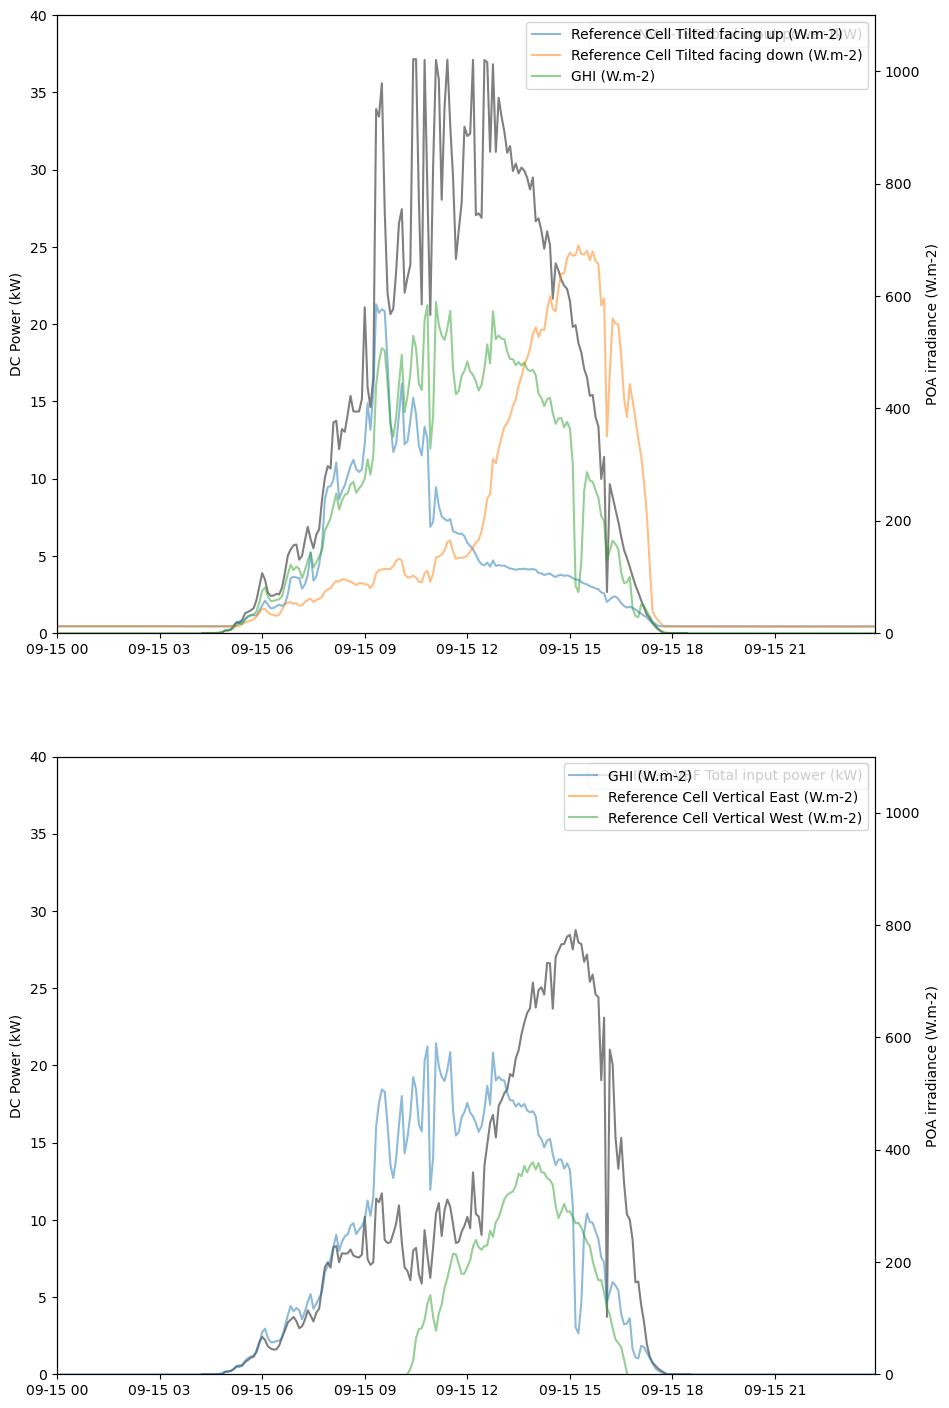 40
35
30
25
20
15
10
5
0
DC Power (kW)
Reference Cell Tilted facing up (W.m-2)
Reference Cell Tilted facing down (W.m-2)
GHI (W.m-2)
1000
800
600
400
200
0
POA irradiance (W.m-2)
09-15 00 09-15 03 09-15 06 09-15 09 09-15 12 09-15 15 09-15 18 09-15 21
40
35
30
25
20
15
10
5
0
DC Power (kW)
GHI (W.m-2) Total input power (kW)
Reference Cell Vertical East (W.m-2)
Reference Cell Vertical West (W.m-2)
1000
800
600
400
200
0
POA irradiance (W.m-2)
09-15 00 09-15 03 09-15 06 09-15 09 09-15 12 09-15 15 09-15 18 09-15 21